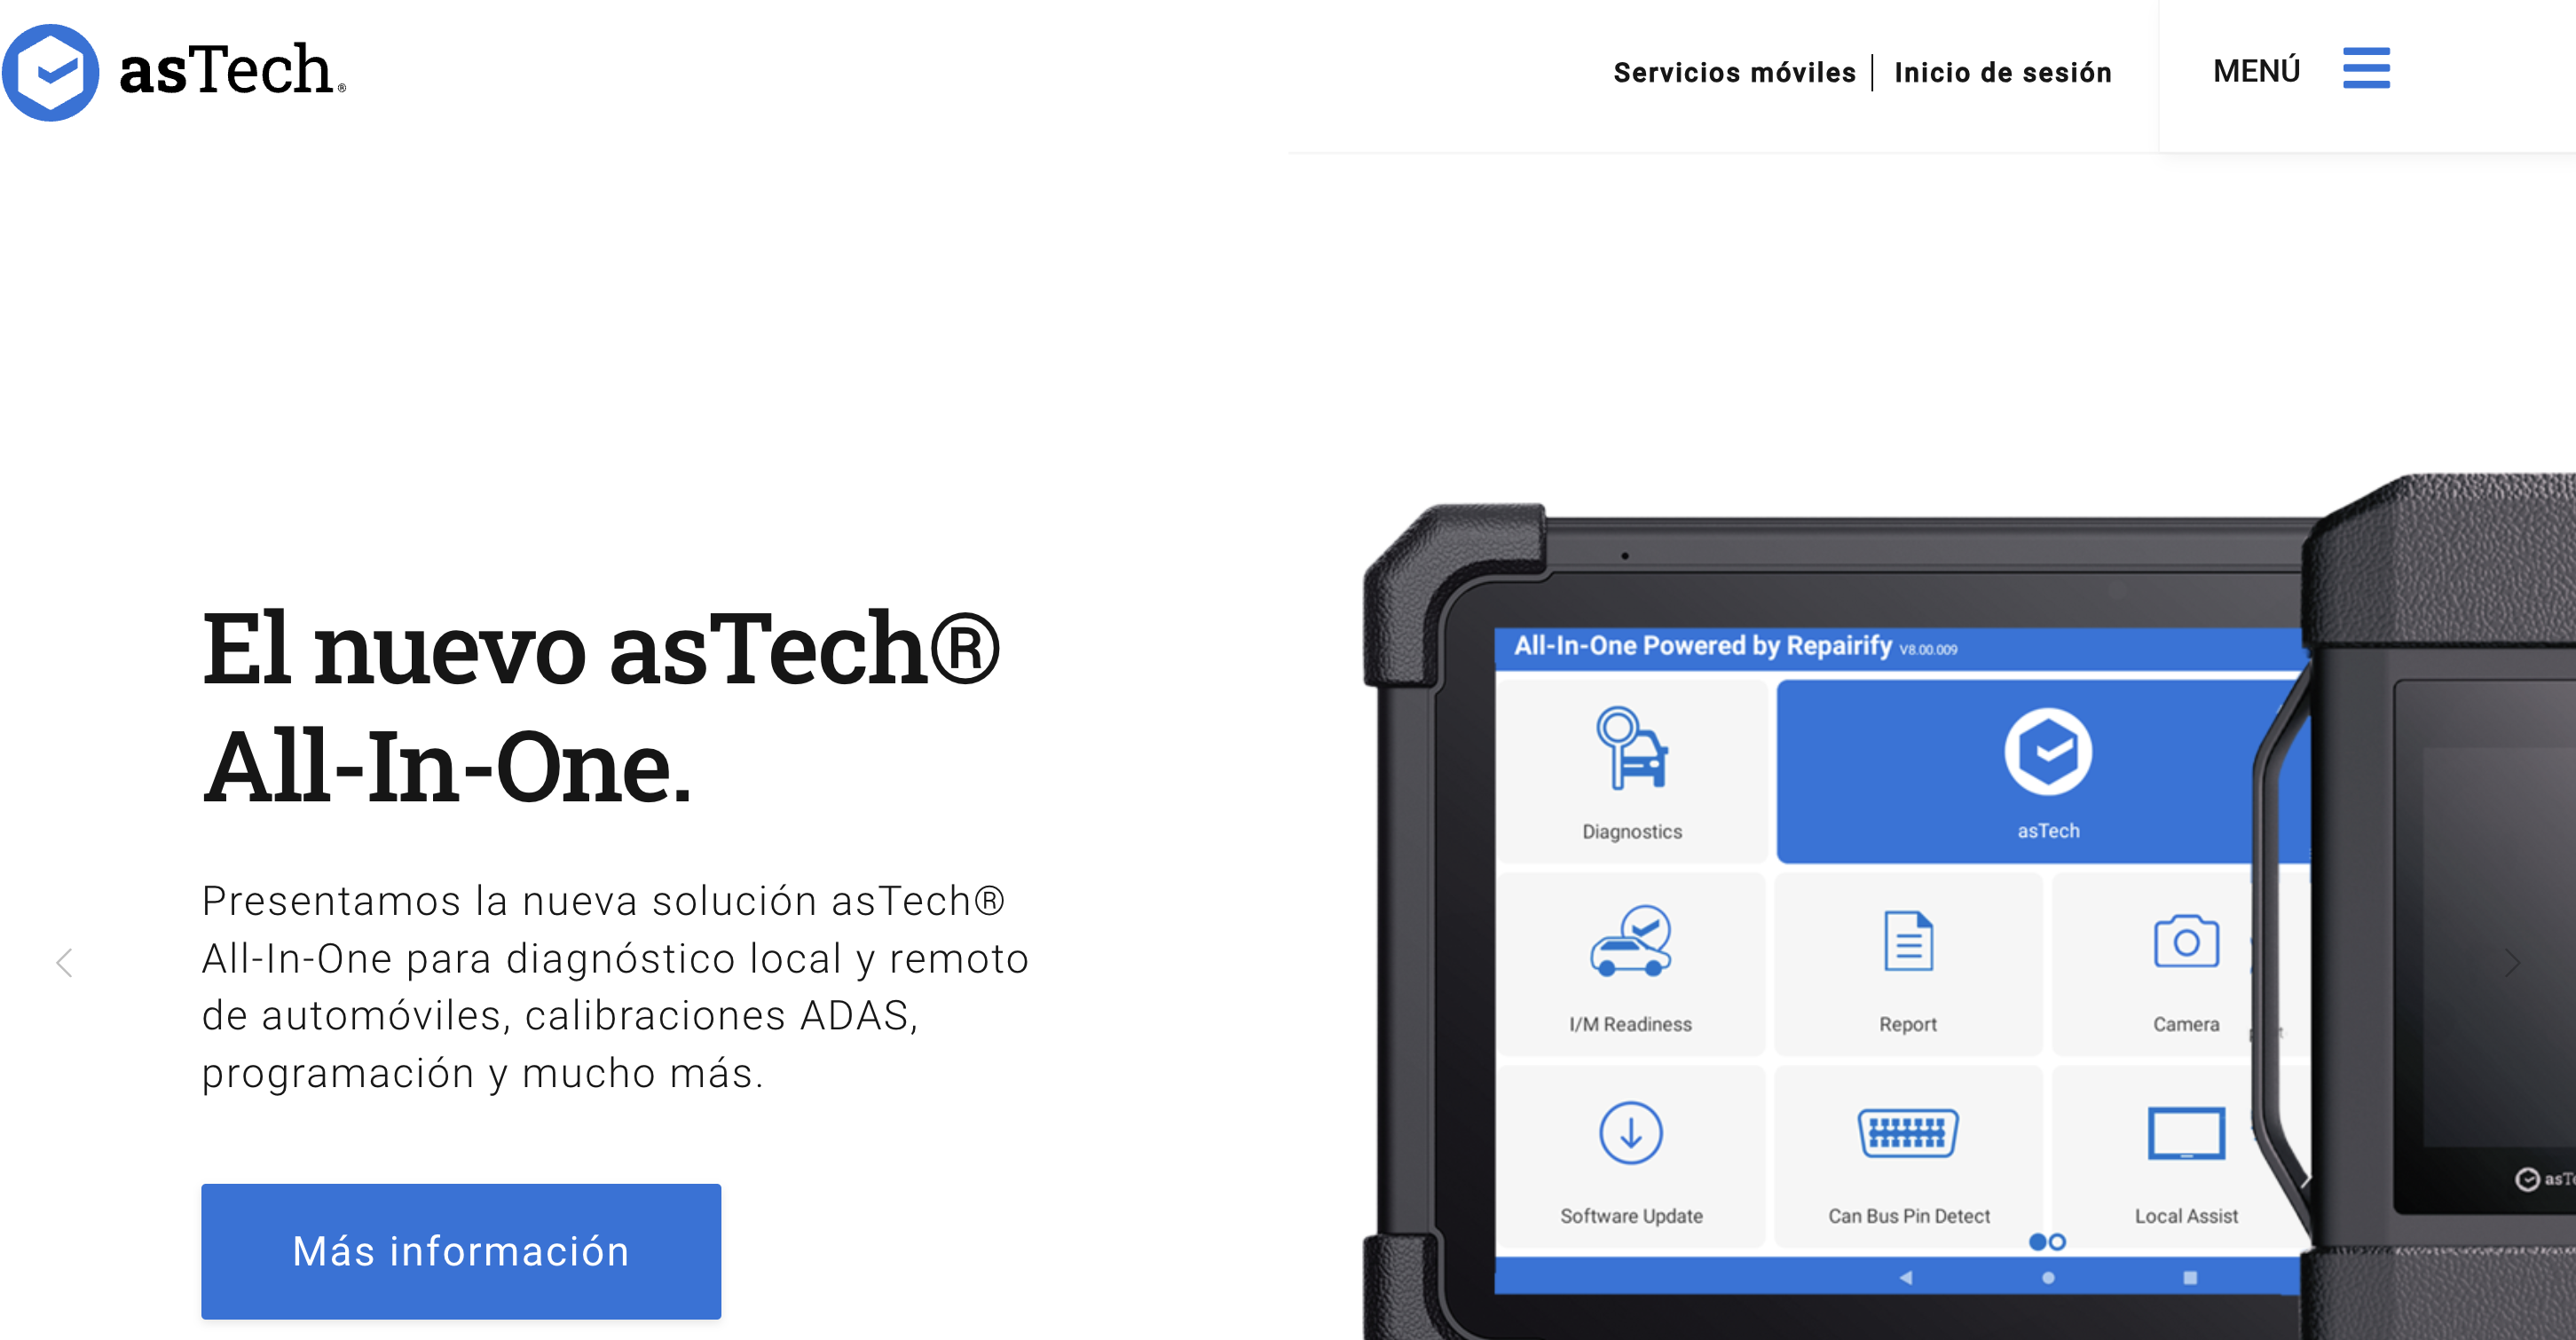 asTech®
Servicios móviles
Inicio de sesión
MENÚ
El nuevo asTech®
All-In-One.
Presentamos la nueva solución asTech®
All-In-One para diagnóstico local y remoto
de automóviles, calibraciones ADAS,
programación y mucho más.
Más información
All-In-One Powered by Repairify V8.00.009
Diagnostics
asTech
I/M Readiness
Report
Camera
Software Update
Can Bus Pin Detect
Local Assist